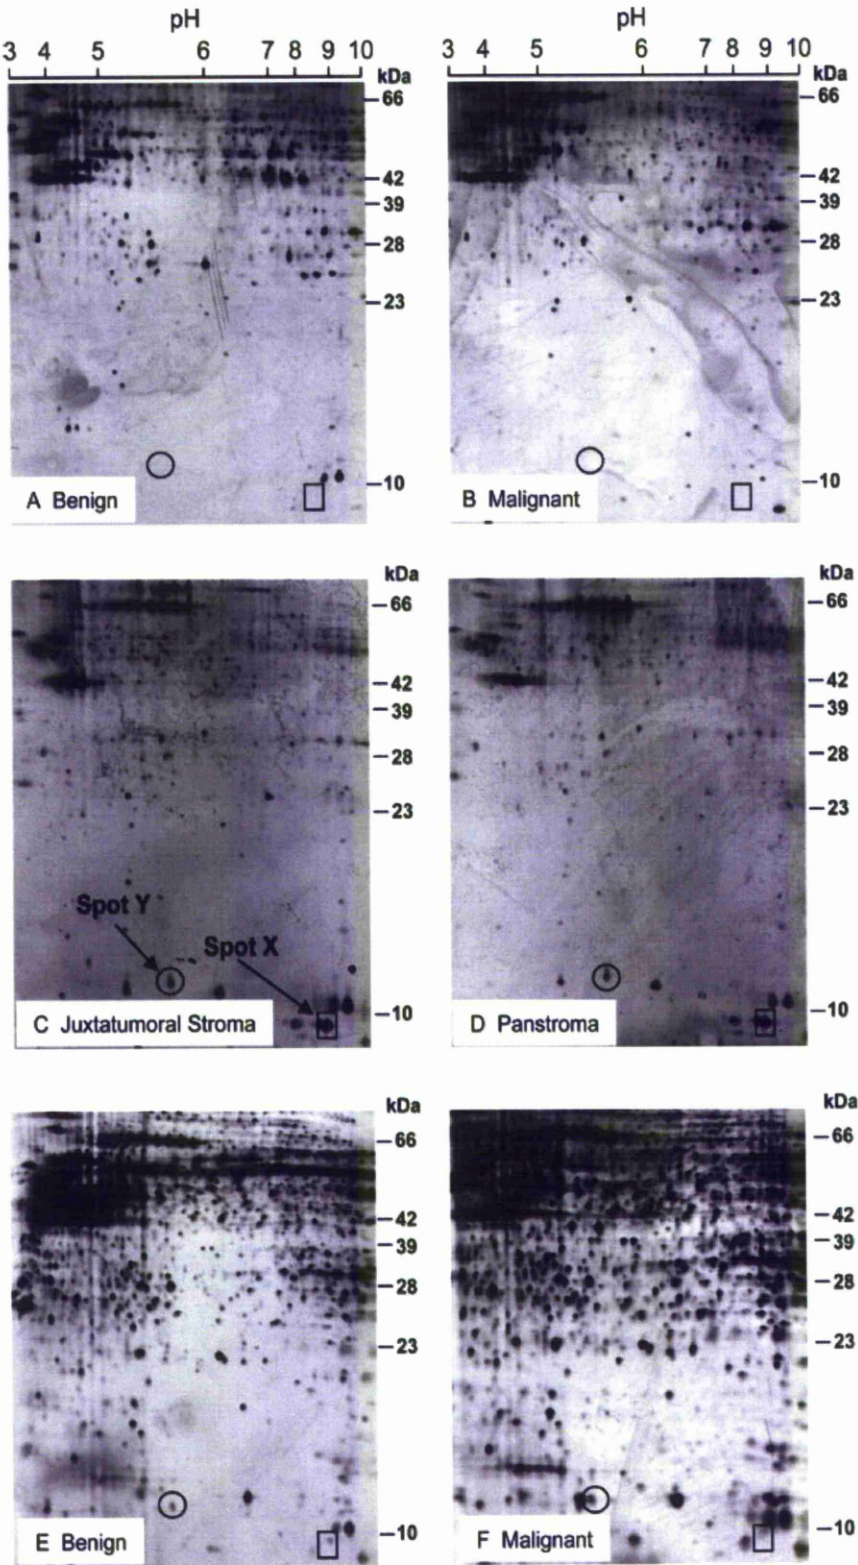 pH pH
3 4 5 6 7 8 9 10 3 4 5 6 7 8 9 10
kDa kDa
66 66
42 42
39 39
28 28
23 23
10 10
A Benign B Malignant
kDa kDa
66 66
42 42
39 39
28 28
23 23
Spot Y
Spot X
10 10
C Juxtatumoral Stroma D Panstroma
kDa kDa
66 66
42 42
39 39
28 28
23 23
10 10
E Benign F Malignant